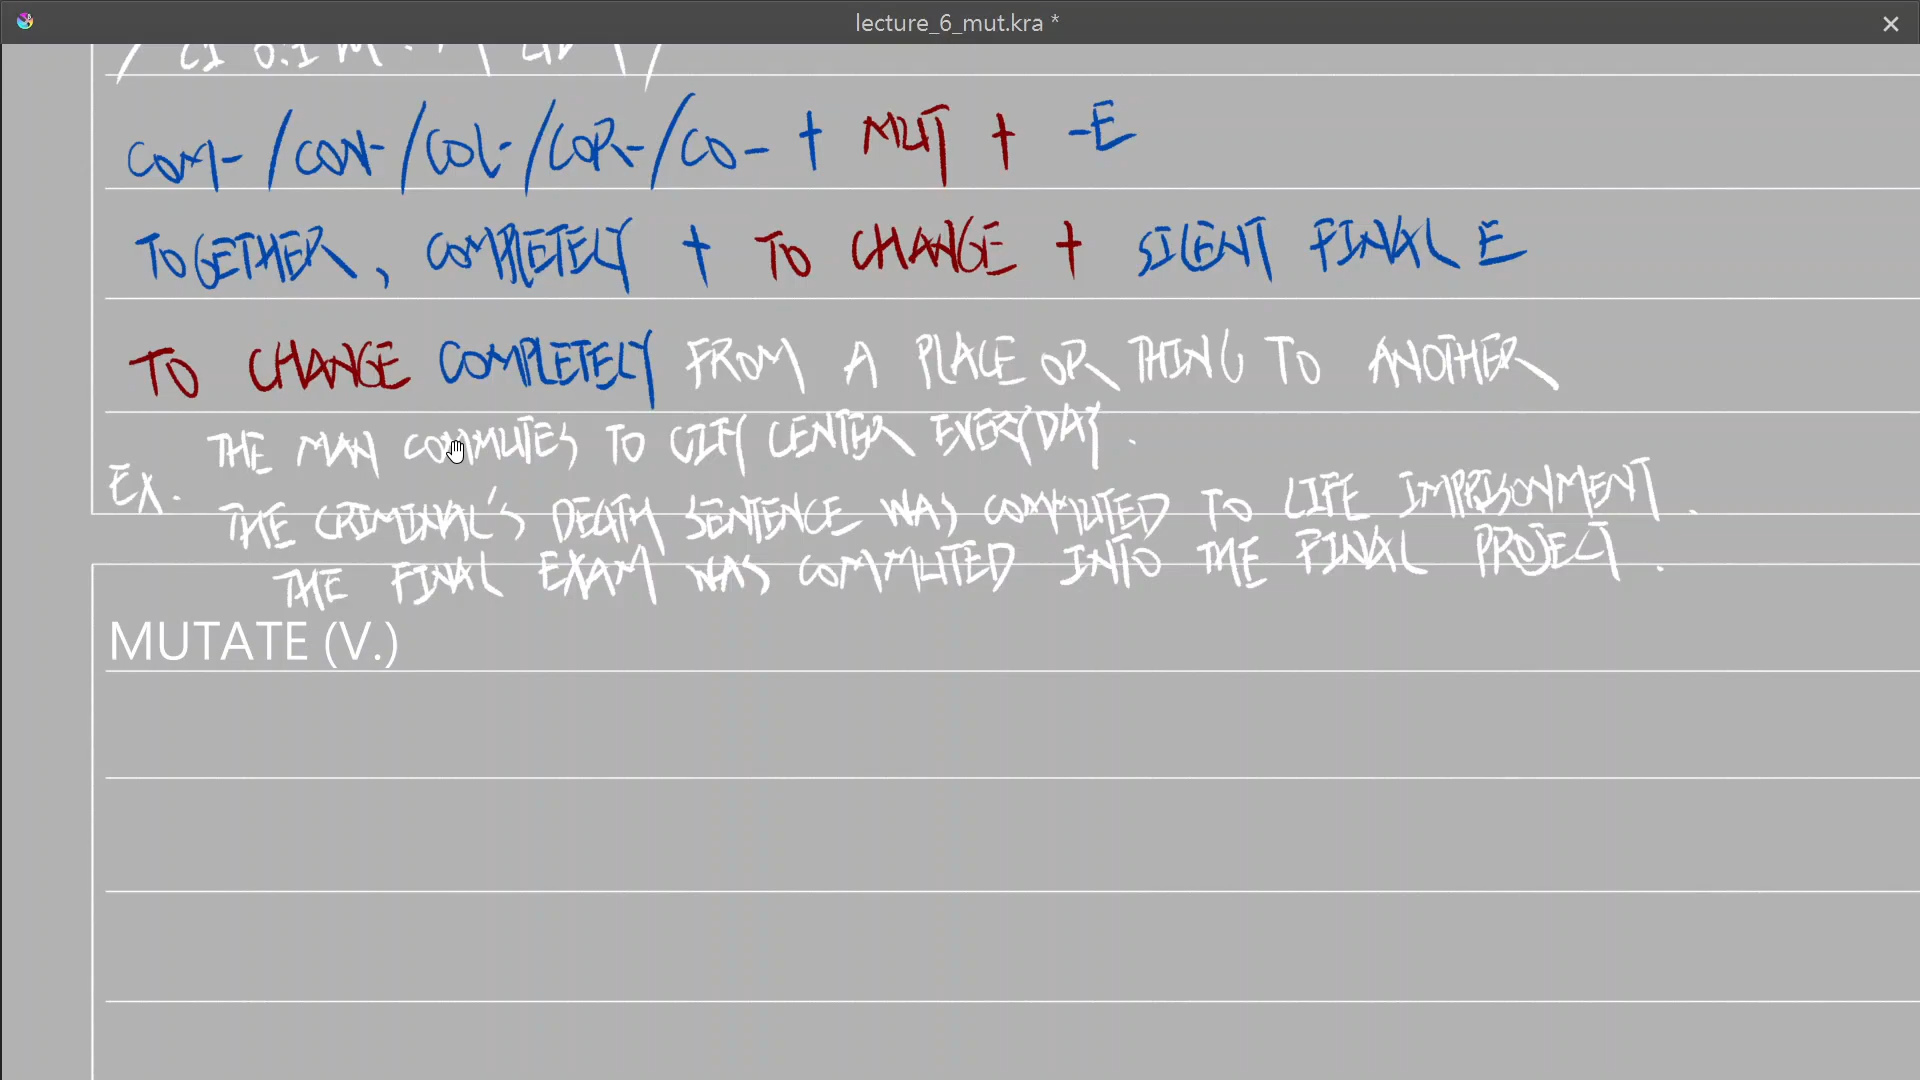 lecture_6_mut.kra *
COM- / CON- / COL- / COR- / CO- + MUT + -E
TOGETHER, COMPLETELY + TO CHANGE + SILENT FINAL E
TO CHANGE COMPLETELY FROM A PLACE OR THING TO ANOTHER
THE MAN COMMUTES TO CITY CENTER EVERYDAY.
EX.
THE CRIMINAL'S DEATH SENTENCE WAS COMMUTED TO LIFE IMPRISONMENT.
THE FINAL EXAM WAS COMMUTED INTO THE FINAL PROJECT.
MUTATE (V.)